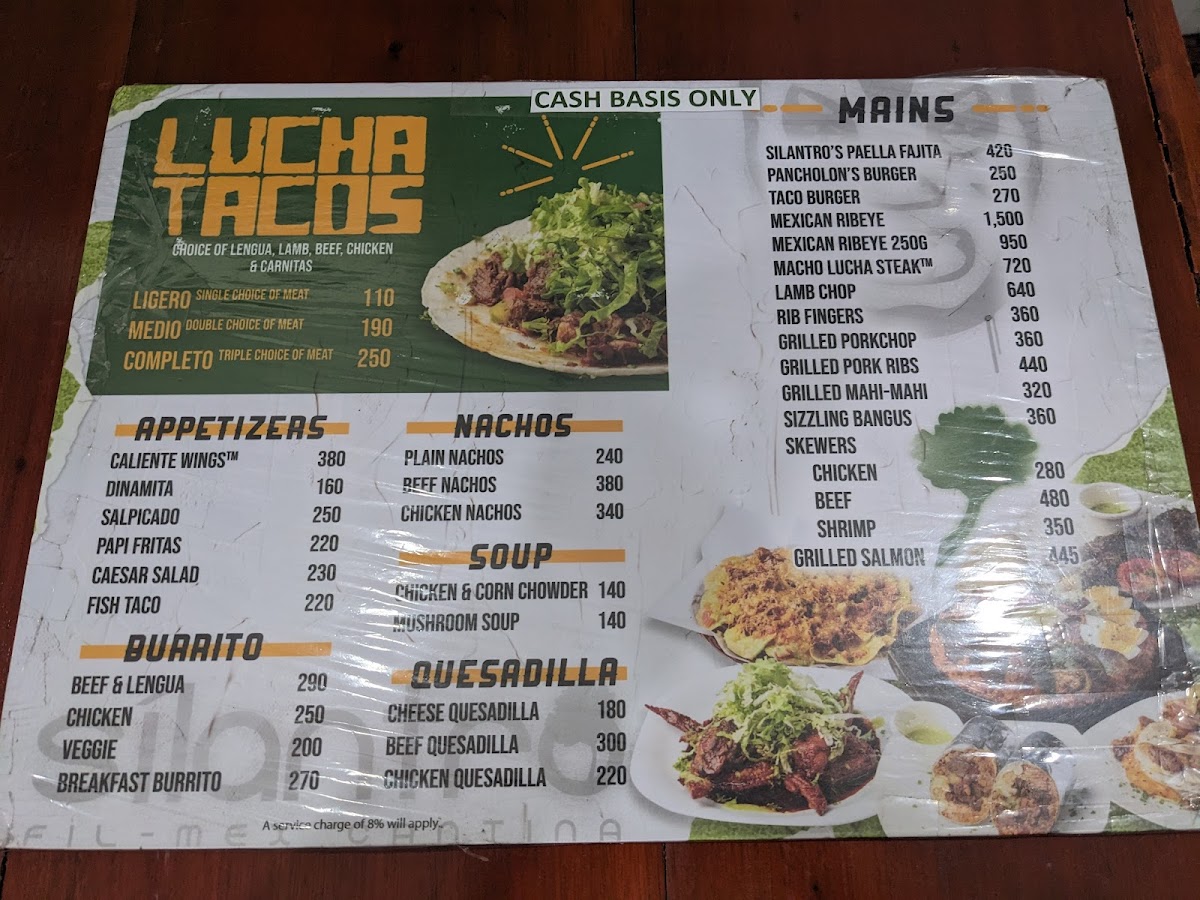 CASH BASIS ONLY
LUCHA
TACOS
CHOICE OF LENGUA, LAMB, BEEF, CHICKEN
& CARNITAS
LIGERO SINGLE CHOICE OF MEAT 110
MEDIO DOUBLE CHOICE OF MEAT 190
COMPLETO TRIPLE CHOICE OF MEAT 250
APPETIZERS
CALIENTE WINGS™ 380
DINAMITA 160
SALPICADO 250
PAPI FRITAS 220
CAESAR SALAD 230
FISH TACO 220
BURRITO
BEEF & LENGUA 290
CHICKEN 250
VEGGIE 200
BREAKFAST BURRITO 270
NACHOS
PLAIN NACHOS 240
BEEF NACHOS 380
CHICKEN NACHOS 340
SOUP
CHICKEN & CORN CHOWDER 140
MUSHROOM SOUP 140
QUESADILLA
CHEESE QUESADILLA 180
BEEF QUESADILLA 300
CHICKEN QUESADILLA 220
MAINS
SILANTRO'S PAELLA FAJITA 420
PANCHOLON'S BURGER 250
TACO BURGER 270
MEXICAN RIBEYE 1,500
MEXICAN RIBEYE 250G 950
MACHO LUCHA STEAK™ 720
LAMB CHOP 640
RIB FINGERS 360
GRILLED PORKCHOP 360
GRILLED PORK RIBS 440
GRILLED MAHI-MAHI 320
SIZZLING BANGUS 360
SKEWERS
CHICKEN 280
BEEF 480
SHRIMP 350
GRILLED SALMON 445
silantro
FIL-MEX CANTINA
A service charge of 8% will apply.